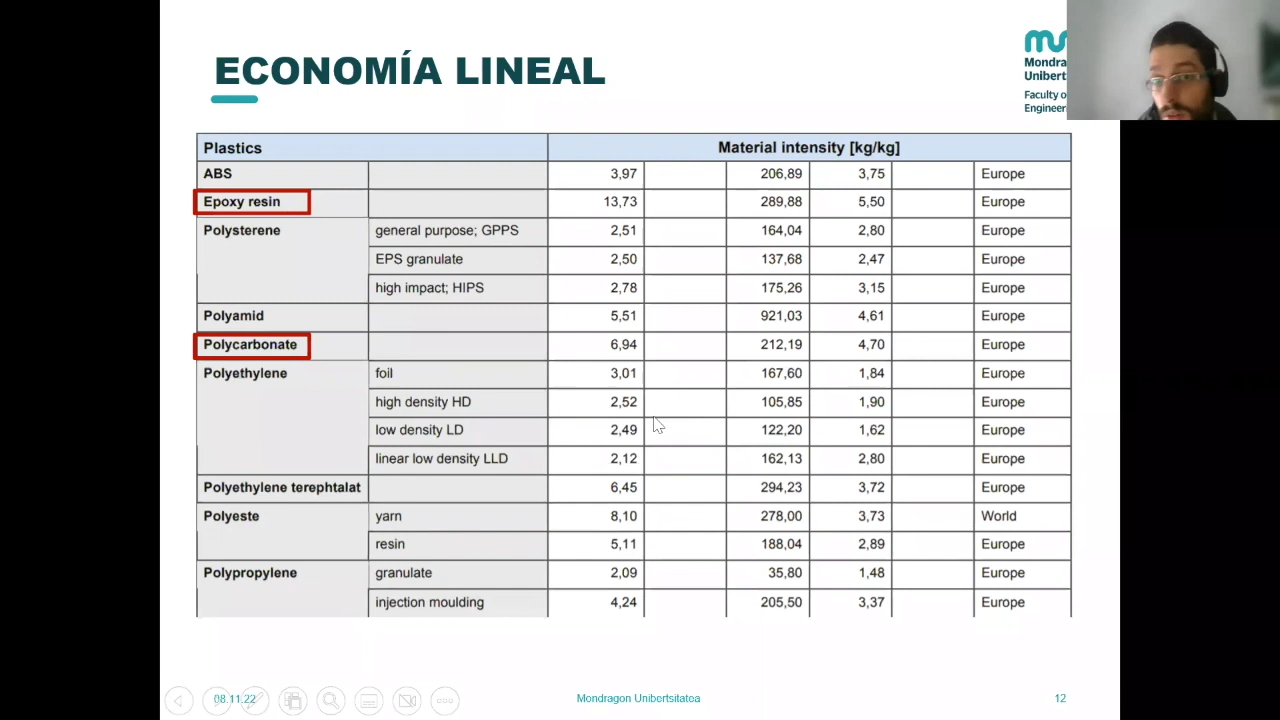 ECONOMÍA LINEAL
Mondra
Unibert
Faculty o
Engineer
Plastics Material intensity [kg/kg]
ABS 3,97 206,89 3,75 Europe
Epoxy resin 13,73 289,88 5,50 Europe
Polysterene general purpose; GPPS 2,51 164,04 2,80 Europe
EPS granulate 2,50 137,68 2,47 Europe
high impact; HIPS 2,78 175,26 3,15 Europe
Polyamid 5,51 921,03 4,61 Europe
Polycarbonate 6,94 212,19 4,70 Europe
Polyethylene foil 3,01 167,60 1,84 Europe
high density HD 2,52 105,85 1,90 Europe
low density LD 2,49 122,20 1,62 Europe
linear low density LLD 2,12 162,13 2,80 Europe
Polyethylene terephtalat 6,45 294,23 3,72 Europe
Polyeste yarn 8,10 278,00 3,73 World
resin 5,11 188,04 2,89 Europe
Polypropylene granulate 2,09 35,80 1,48 Europe
injection moulding 4,24 205,50 3,37 Europe
08.11.22 Mondragon Unibertsitatea 12